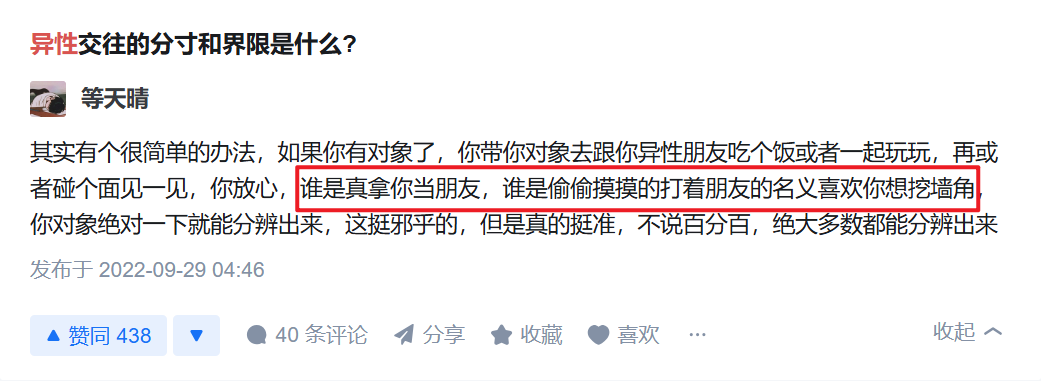 异性交往的分寸和界限是什么?
等天晴
其实有个很简单的办法，如果你有对象了，你带你对象去跟你异性朋友吃个饭或者一起玩玩，再或
者碰个面见一见，你放心，谁是真拿你当朋友，谁是偷偷摸摸的打着朋友的名义喜欢你想挖墙角，
你对象绝对一下就能分辨出来，这挺邪乎的，但是真的挺准，不说百分百，绝大多数都能分辨出来
发布于 2022-09-29 04:46
赞同 438 40 条评论 分享 收藏 喜欢 ··· 收起